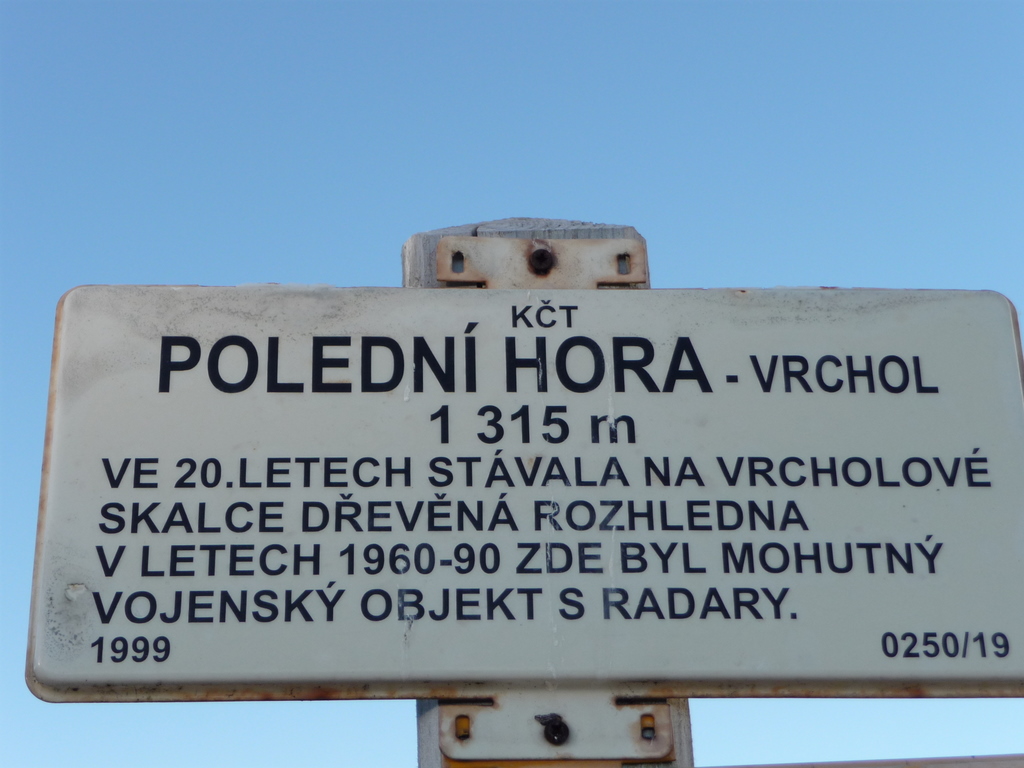 KČT
POLEDNÍ HORA - VRCHOL
1 315 m
VE 20.LETECH STÁVALA NA VRCHOLOVÉ
SKALCE DŘEVĚNÁ ROZHLEDNA
V LETECH 1960-90 ZDE BYL MOHUTNÝ
VOJENSKÝ OBJEKT S RADARY.
1999 0250/19